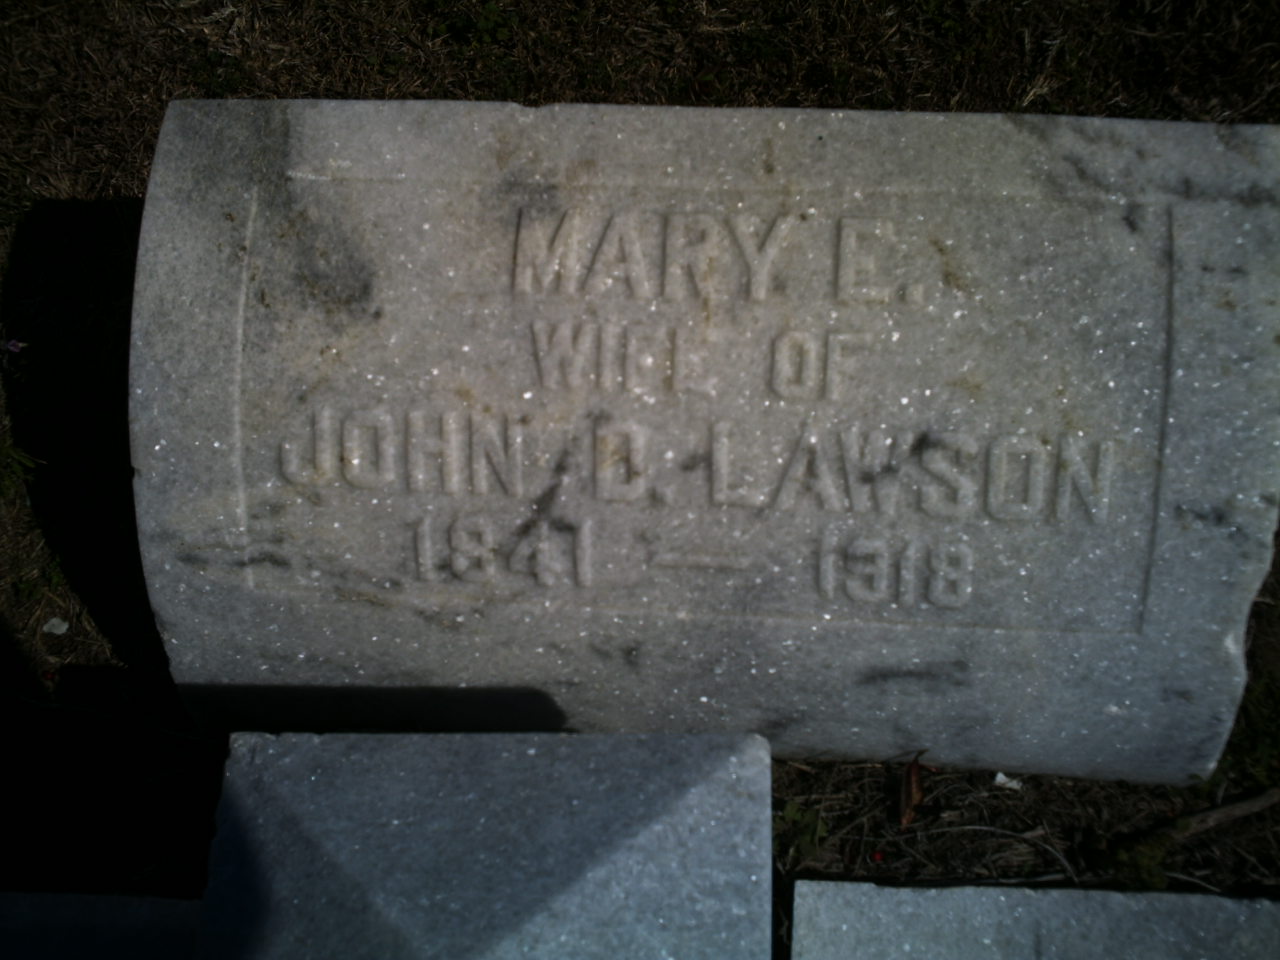 MARY E.
WIFE OF
JOHN D. LAWSON
1841 — 1918